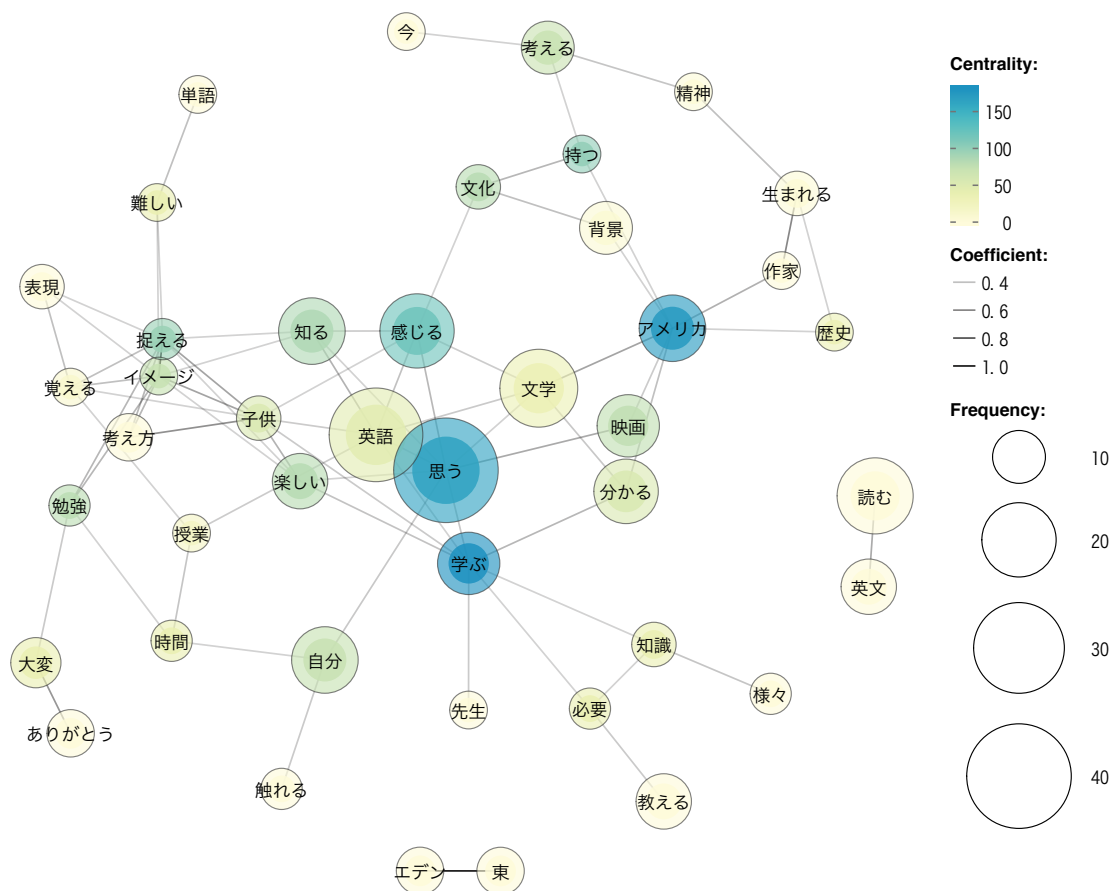 今
考える
Centrality:
150
100
50
0
単語
精神
持つ
文化
難しい
生まれる
背景
Coefficient:
0.4
0.6
0.8
1.0
表現
作家
捉える
知る
感じる
アメリカ
歴史
イメージ
覚える
文学
子供
映画
考え方
英語
Frequency:
10
20
30
40
思う
楽しい
分かる
読む
勉強
授業
学ぶ
英文
時間
知識
大変
自分
様々
ありがとう
先生
必要
触れる
教える
エデン
東